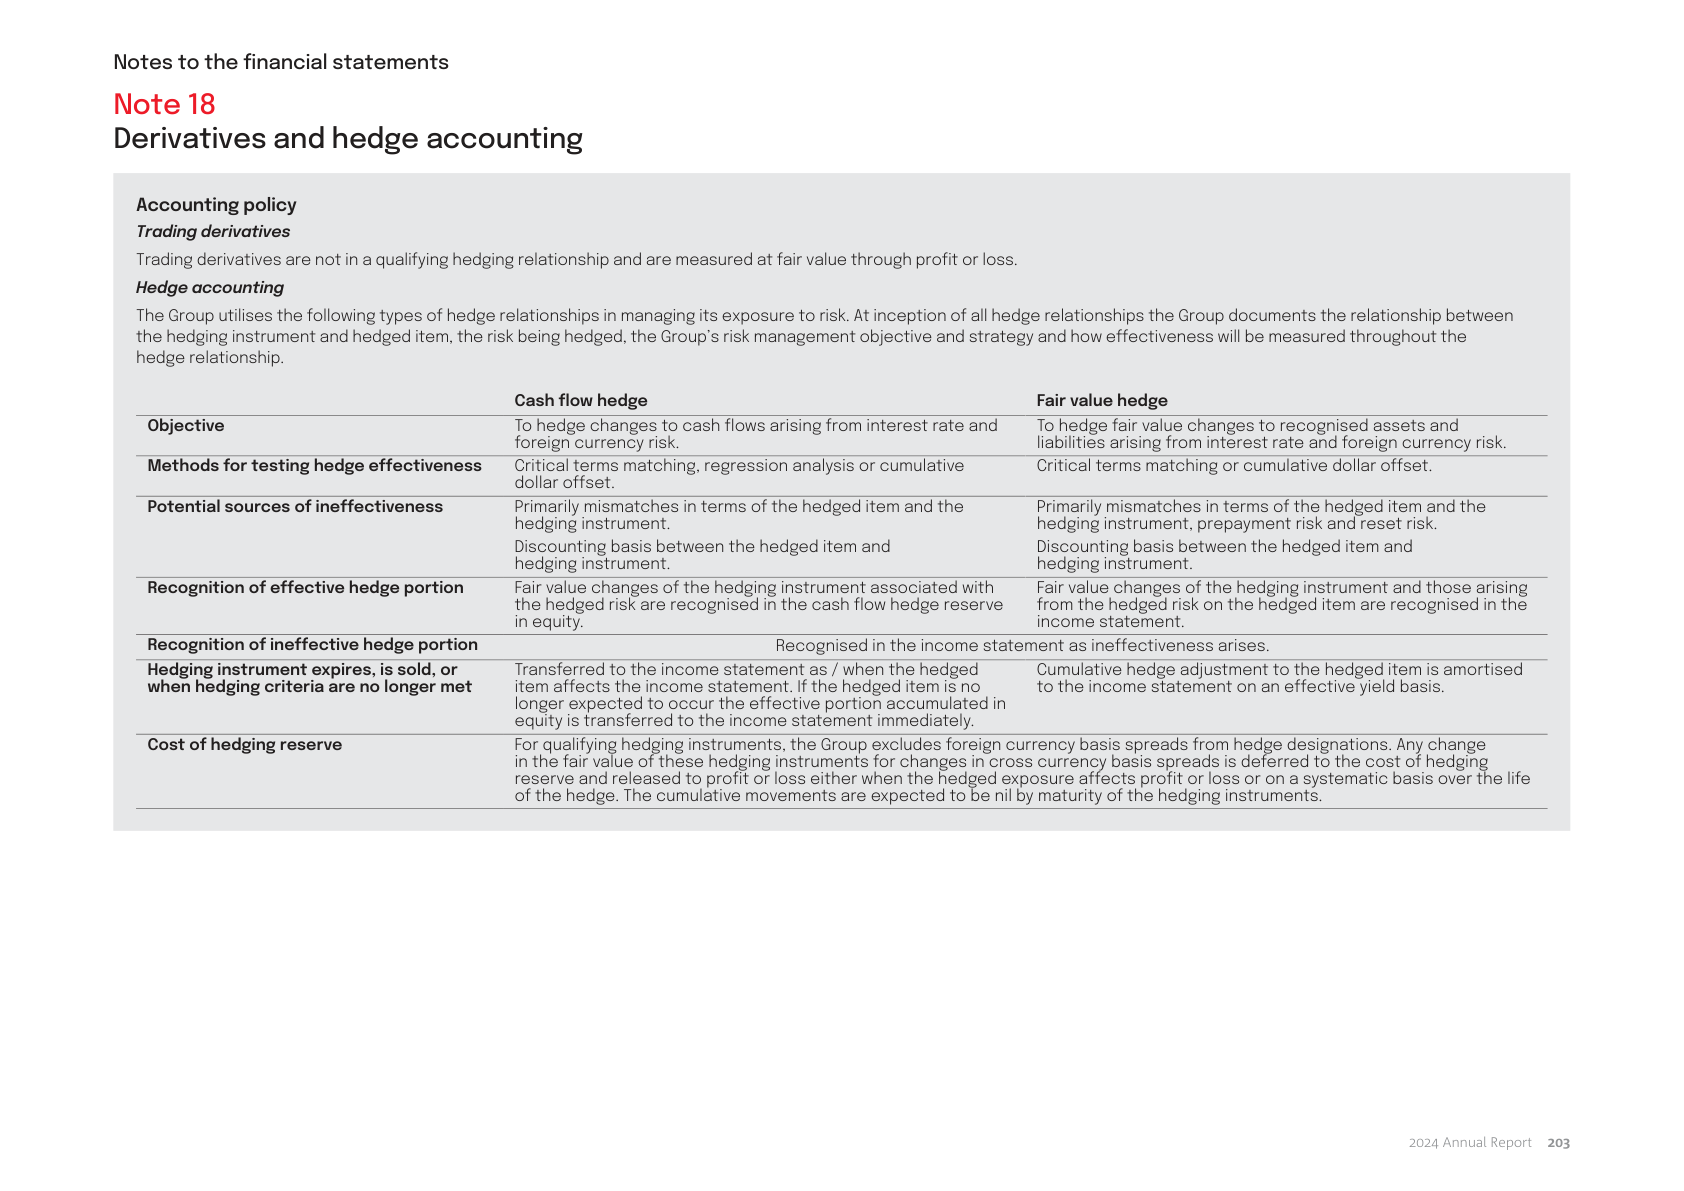 Notes to the financial statements
Note 18
Derivatives and hedge accounting
Accounting policy
Trading derivatives
Trading derivatives are not in a qualifying hedging relationship and are measured at fair value through profit or loss.
Hedge accounting
The Group utilises the following types of hedge relationships in managing its exposure to risk. At inception of all hedge relationships the Group documents the relationship between
the hedging instrument and hedged item, the risk being hedged, the Group's risk management objective and strategy and how effectiveness will be measured throughout the
hedge relationship.
Cash flow hedge
Fair value hedge
Objective
To hedge changes to cash flows arising from interest rate and
foreign currency risk.
To hedge fair value changes to recognised assets and
liabilities arising from interest rate and foreign currency risk.
Methods for testing hedge effectiveness
Critical terms matching, regression analysis or cumulative
dollar offset.
Critical terms matching or cumulative dollar offset.
Potential sources of ineffectiveness
Primarily mismatches in terms of the hedged item and the
hedging instrument.
Discounting basis between the hedged item and
hedging instrument.
Primarily mismatches in terms of the hedged item and the
hedging instrument, prepayment risk and reset risk.
Discounting basis between the hedged item and
hedging instrument.
Recognition of effective hedge portion
Fair value changes of the hedging instrument associated with
the hedged risk are recognised in the cash flow hedge reserve
in equity.
Fair value changes of the hedging instrument and those arising
from the hedged risk on the hedged item are recognised in the
income statement.
Recognition of ineffective hedge portion
Recognised in the income statement as ineffectiveness arises.
Hedging instrument expires, is sold, or
when hedging criteria are no longer met
Transferred to the income statement as / when the hedged
item affects the income statement. If the hedged item is no
longer expected to occur the effective portion accumulated in
equity is transferred to the income statement immediately.
Cumulative hedge adjustment to the hedged item is amortised
to the income statement on an effective yield basis.
Cost of hedging reserve
For qualifying hedging instruments, the Group excludes foreign currency basis spreads from hedge designations. Any change
in the fair value of these hedging instruments for changes in cross currency basis spreads is deferred to the cost of hedging
reserve and released to profit or loss either when the hedged exposure affects profit or loss or on a systematic basis over the life
of the hedge. The cumulative movements are expected to be nil by maturity of the hedging instruments.
2024 Annual Report 203